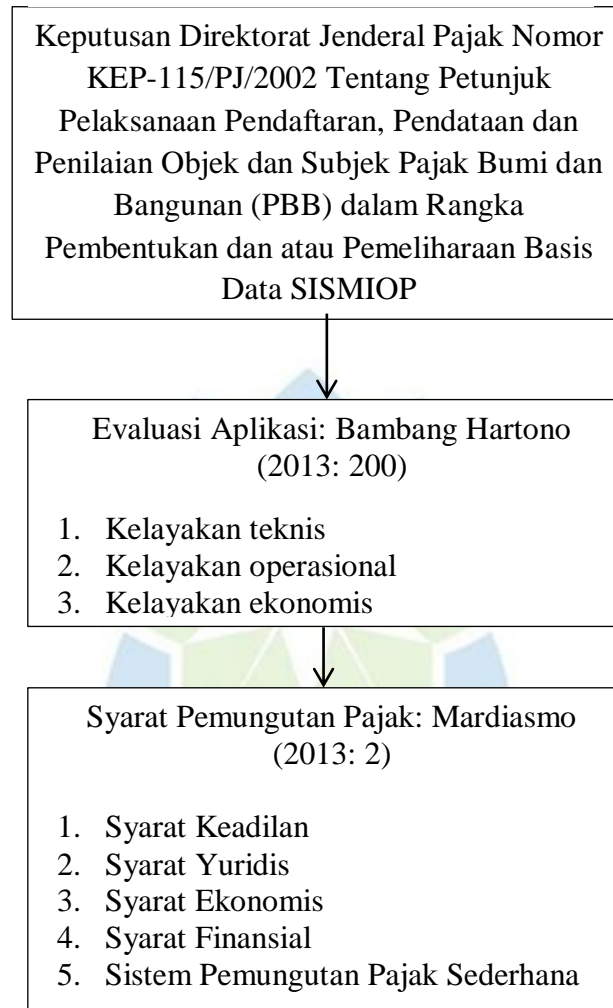 Keputusan Direktorat Jenderal Pajak Nomor
KEP-115/PJ/2002 Tentang Petunjuk
Pelaksanaan Pendaftaran, Pendataan dan
Penilaian Objek dan Subjek Pajak Bumi dan
Bangunan (PBB) dalam Rangka
Pembentukan dan atau Pemeliharaan Basis
Data SISMIOP
Evaluasi Aplikasi: Bambang Hartono
(2013: 200)
1. Kelayakan teknis
2. Kelayakan operasional
3. Kelayakan ekonomis
Syarat Pemungutan Pajak: Mardiasmo
(2013: 2)
1. Syarat Keadilan
2. Syarat Yuridis
3. Syarat Ekonomis
4. Syarat Finansial
5. Sistem Pemungutan Pajak Sederhana